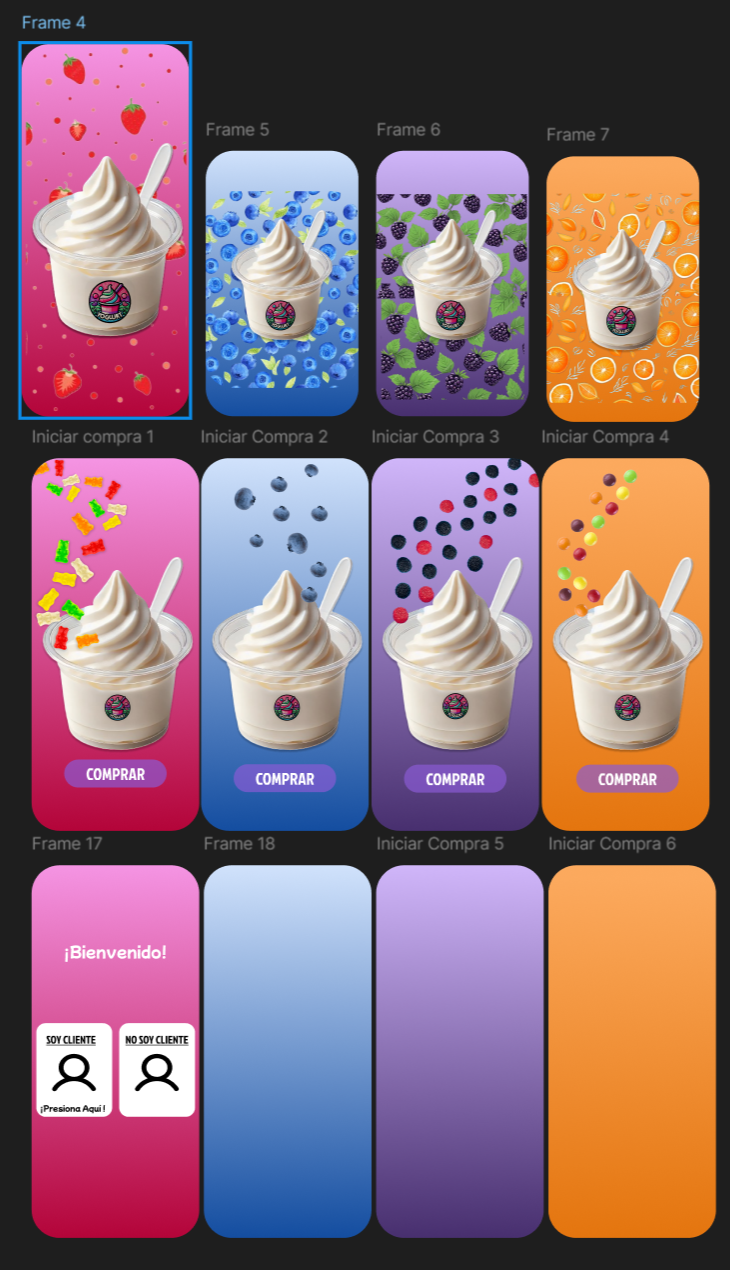 Frame 4
Frame 5
Frame 6
Frame 7
YOGURT
Iniciar compra 1
Iniciar Compra 2
Iniciar Compra 3
Iniciar Compra 4
COMPRAR
COMPRAR
COMPRAR
COMPRAR
Frame 17
Frame 18
Iniciar Compra 5
Iniciar Compra 6
¡Bienvenido!
SOY CLIENTE
NO SOY CLIENTE
¡Presiona Aquí!